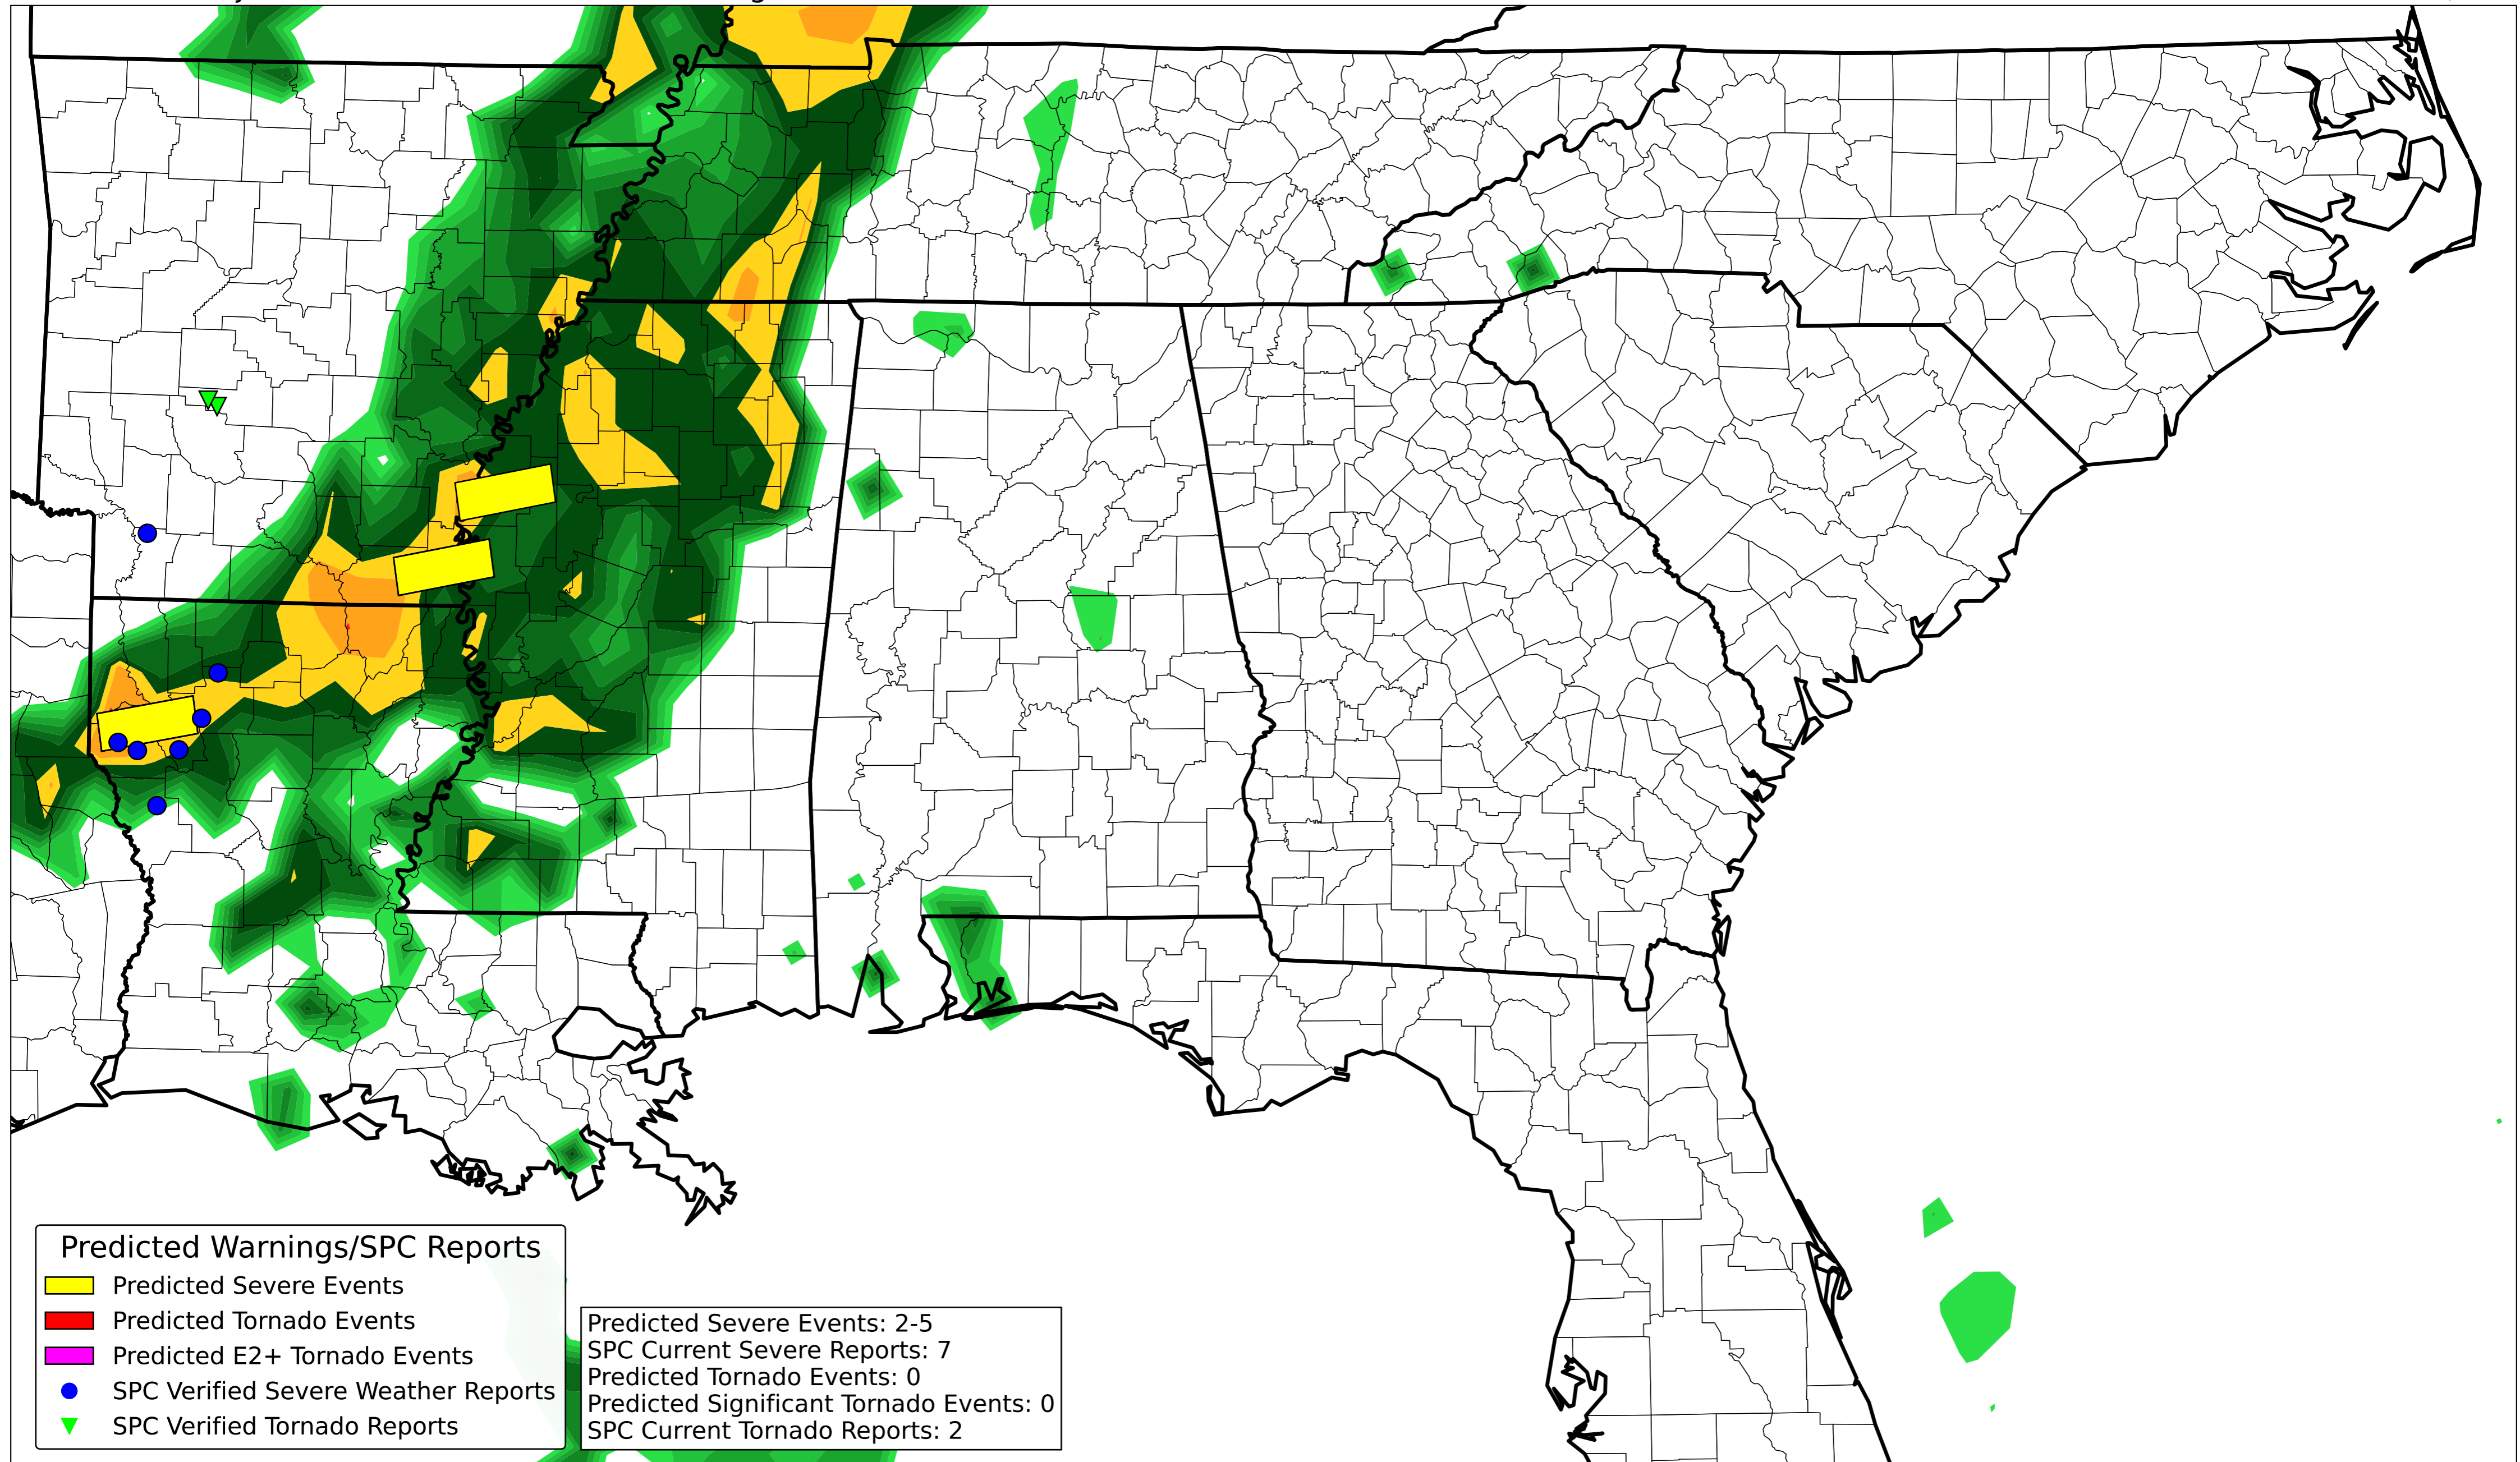 Predicted Warnings/SPC Reports
Predicted Severe Events
Predicted Tornado Events
Predicted E2+ Tornado Events
SPC Verified Severe Weather Reports
SPC Verified Tornado Reports
Predicted Severe Events: 2-5
SPC Current Severe Reports: 7
Predicted Tornado Events: 0
Predicted Significant Tornado Events: 0
SPC Current Tornado Reports: 2